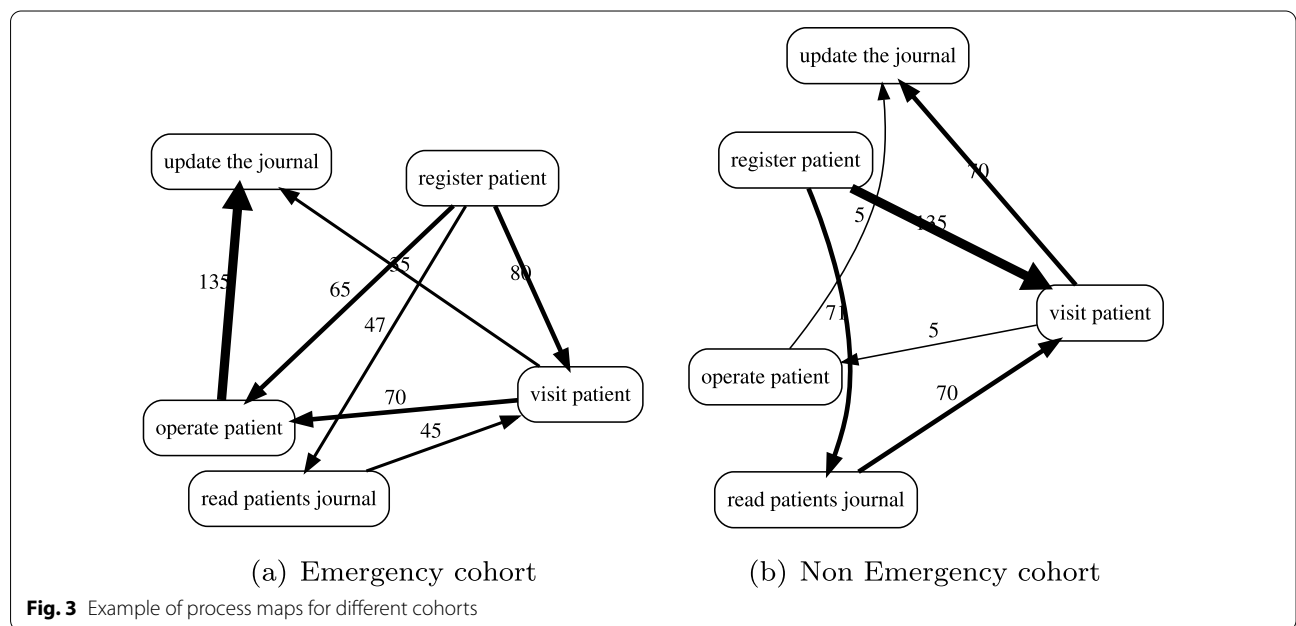 update the journal
register patient
35
135
65
80
47
visit patient
70
operate patient
45
read patients journal
(a) Emergency cohort
update the journal
register patient
70
5
135
71
visit patient
5
operate patient
70
read patients journal
(b) Non Emergency cohort
Fig. 3 Example of process maps for different cohorts